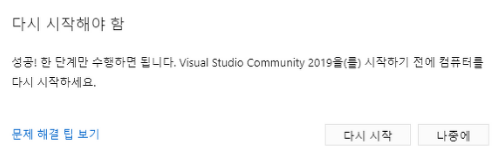 다시 시작해야 함
성공! 한 단계만 수행하면 됩니다. Visual Studio Community 2019을(를) 시작하기 전에 컴퓨터를
다시 시작하세요.
문제 해결 팁 보기
다시 시작
나중에